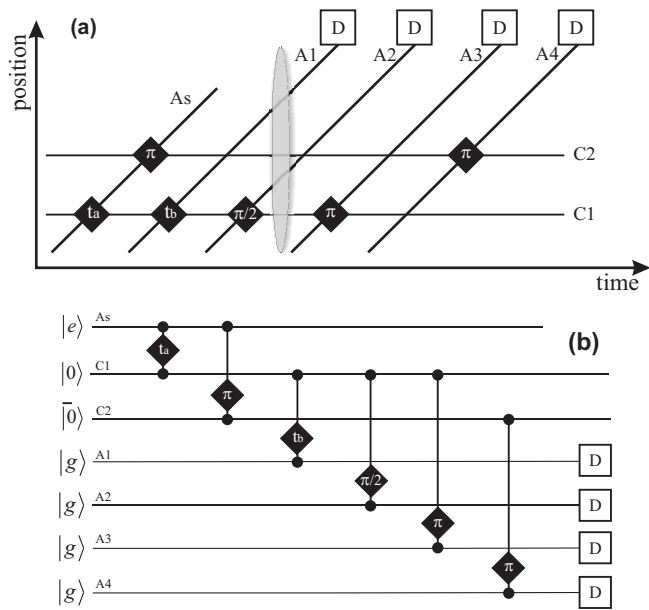 (a)
D D D D
A1 A2 A3 A4
As
position
π π C2
ta tb π/2 π C1
time
(b)
|e⟩ As
ta
|0⟩ C1
π
|0̄⟩ C2
tb
|g⟩ A1 D
π/2
|g⟩ A2 D
π
|g⟩ A3 D
π
|g⟩ A4 D